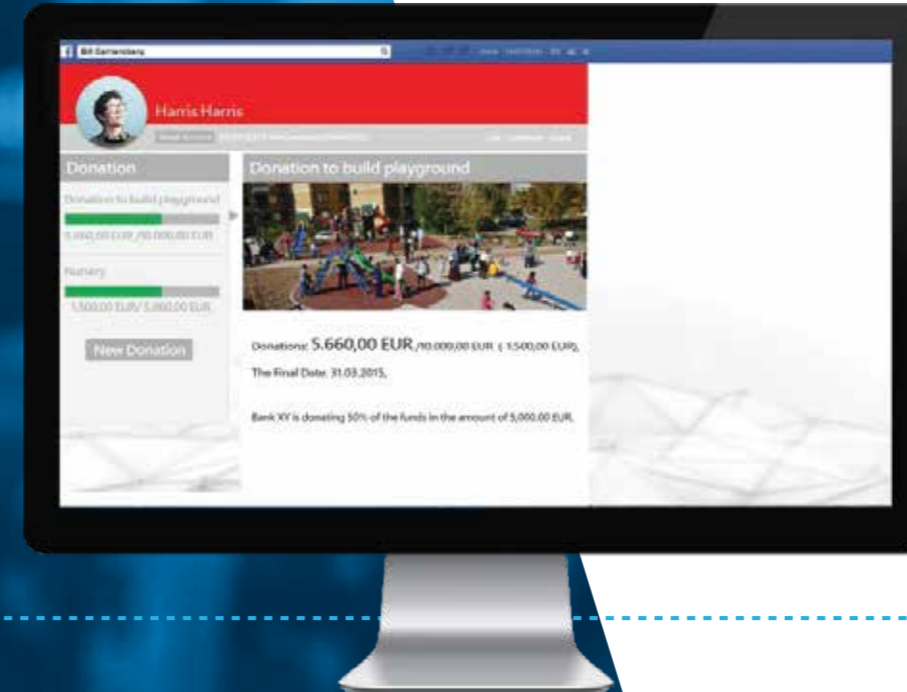 f
Harris Harris
Donation
Donation to build playground
5.660,00 EUR /10.000,00 EUR
Nursery
1.500,00 EUR/ 5.000,00 EUR
New Donation
Donation to build playground
Donations: 5.660,00 EUR /10.000,00 EUR ( 1.500,00 EUR),
The Final Date: 31.03.2015,
Bank XY is donating 50% of the funds in the amount of 5,000.00 EUR.